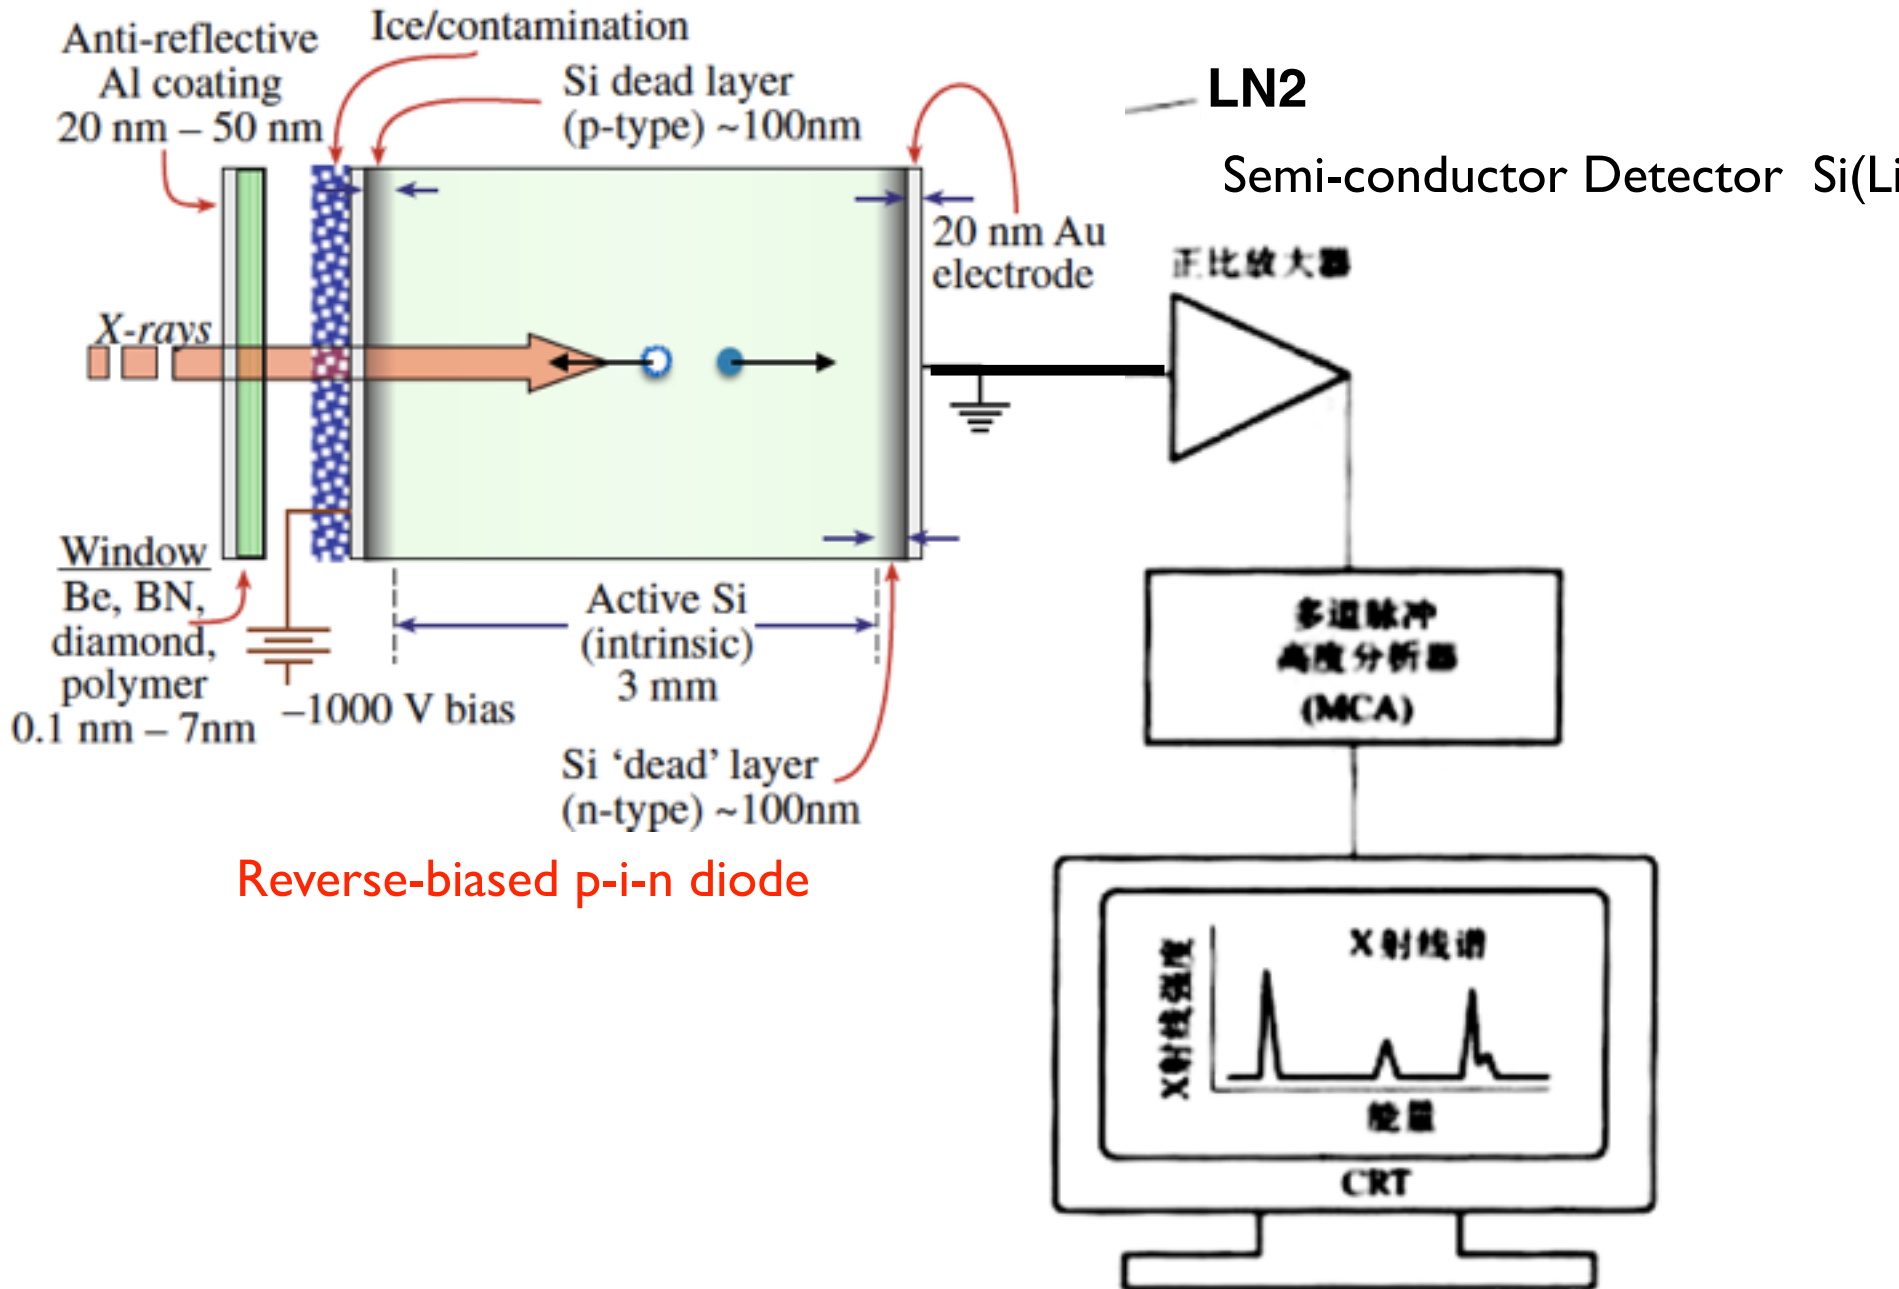 Anti-reflective
Al coating
20 nm – 50 nm
Ice/contamination
Si dead layer
(p-type) ~100nm
LN2
Semi-conductor Detector Si(Li
20 nm Au
electrode
正比放大器
X-rays
Window
Be, BN,
diamond,
polymer
0.1 nm – 7nm
–1000 V bias
Active Si
(intrinsic)
3 mm
Si ‘dead’ layer
(n-type) ~100nm
Reverse-biased p-i-n diode
多道脉冲
高度分析器
(MCA)
X射线谱
X射线强度
能量
CRT